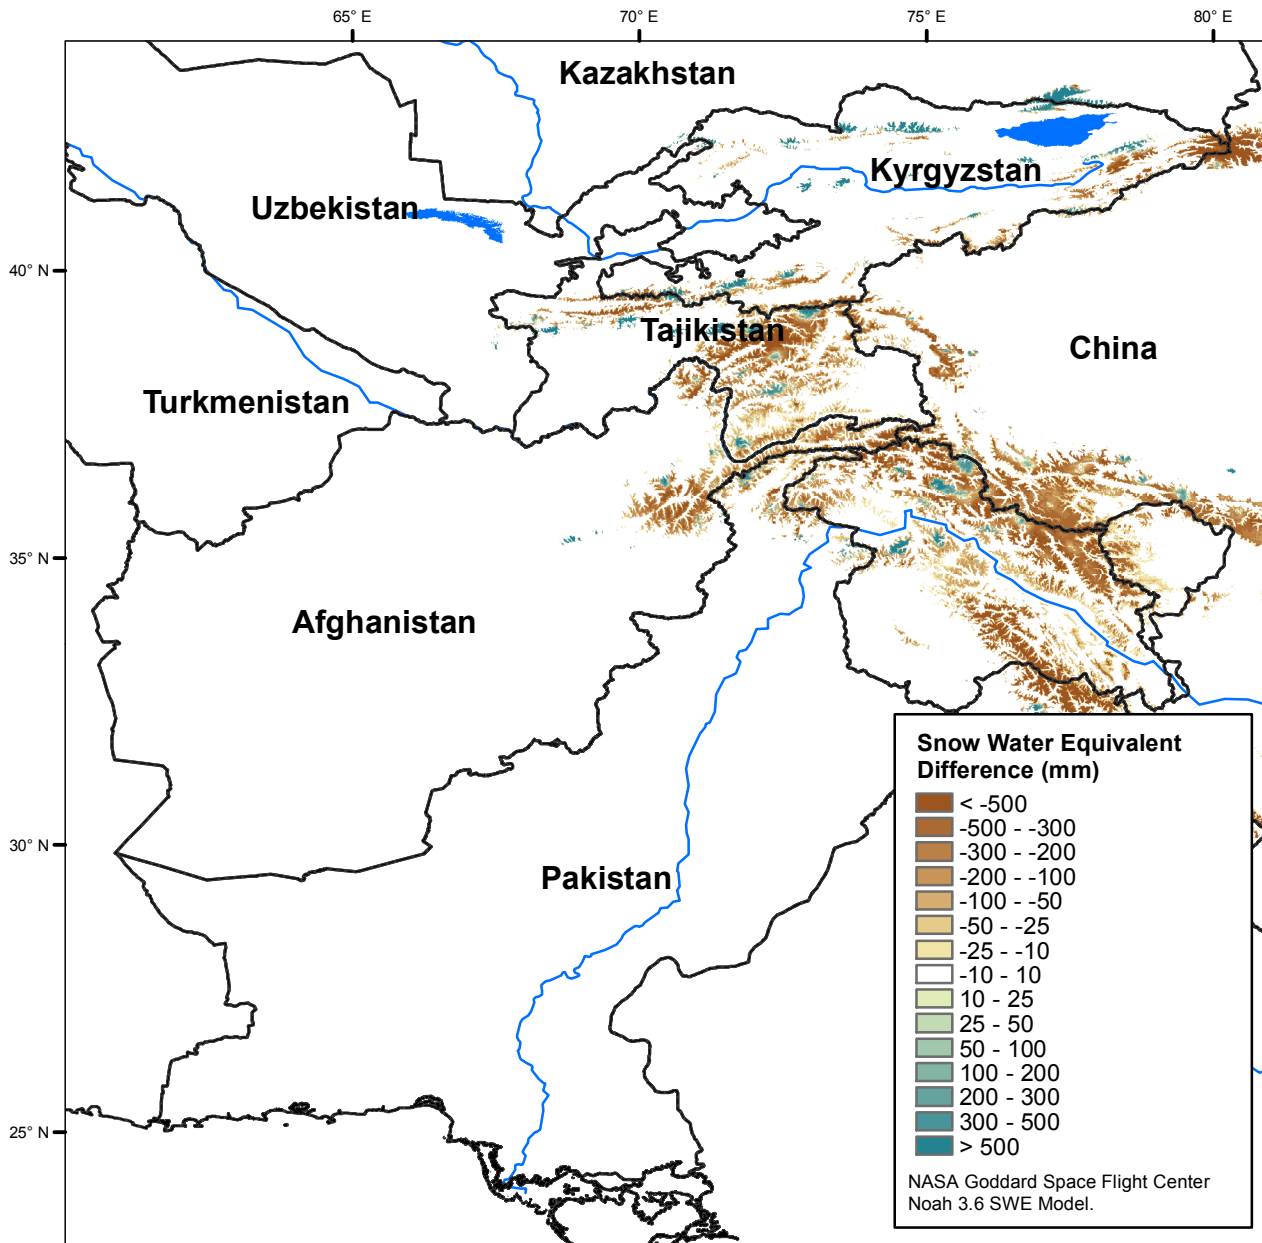 65° E
70° E
75° E
80° E
Kazakhstan
Kyrgyzstan
Uzbekistan
40° N
Tajikistan
China
Turkmenistan
35° N
Afghanistan
Snow Water Equivalent
Difference (mm)
< -500
-500 - -300
-300 - -200
-200 - -100
-100 - -50
-50 - -25
-25 - -10
-10 - 10
10 - 25
25 - 50
50 - 100
100 - 200
200 - 300
300 - 500
> 500
30° N
Pakistan
25° N
NASA Goddard Space Flight Center
Noah 3.6 SWE Model.